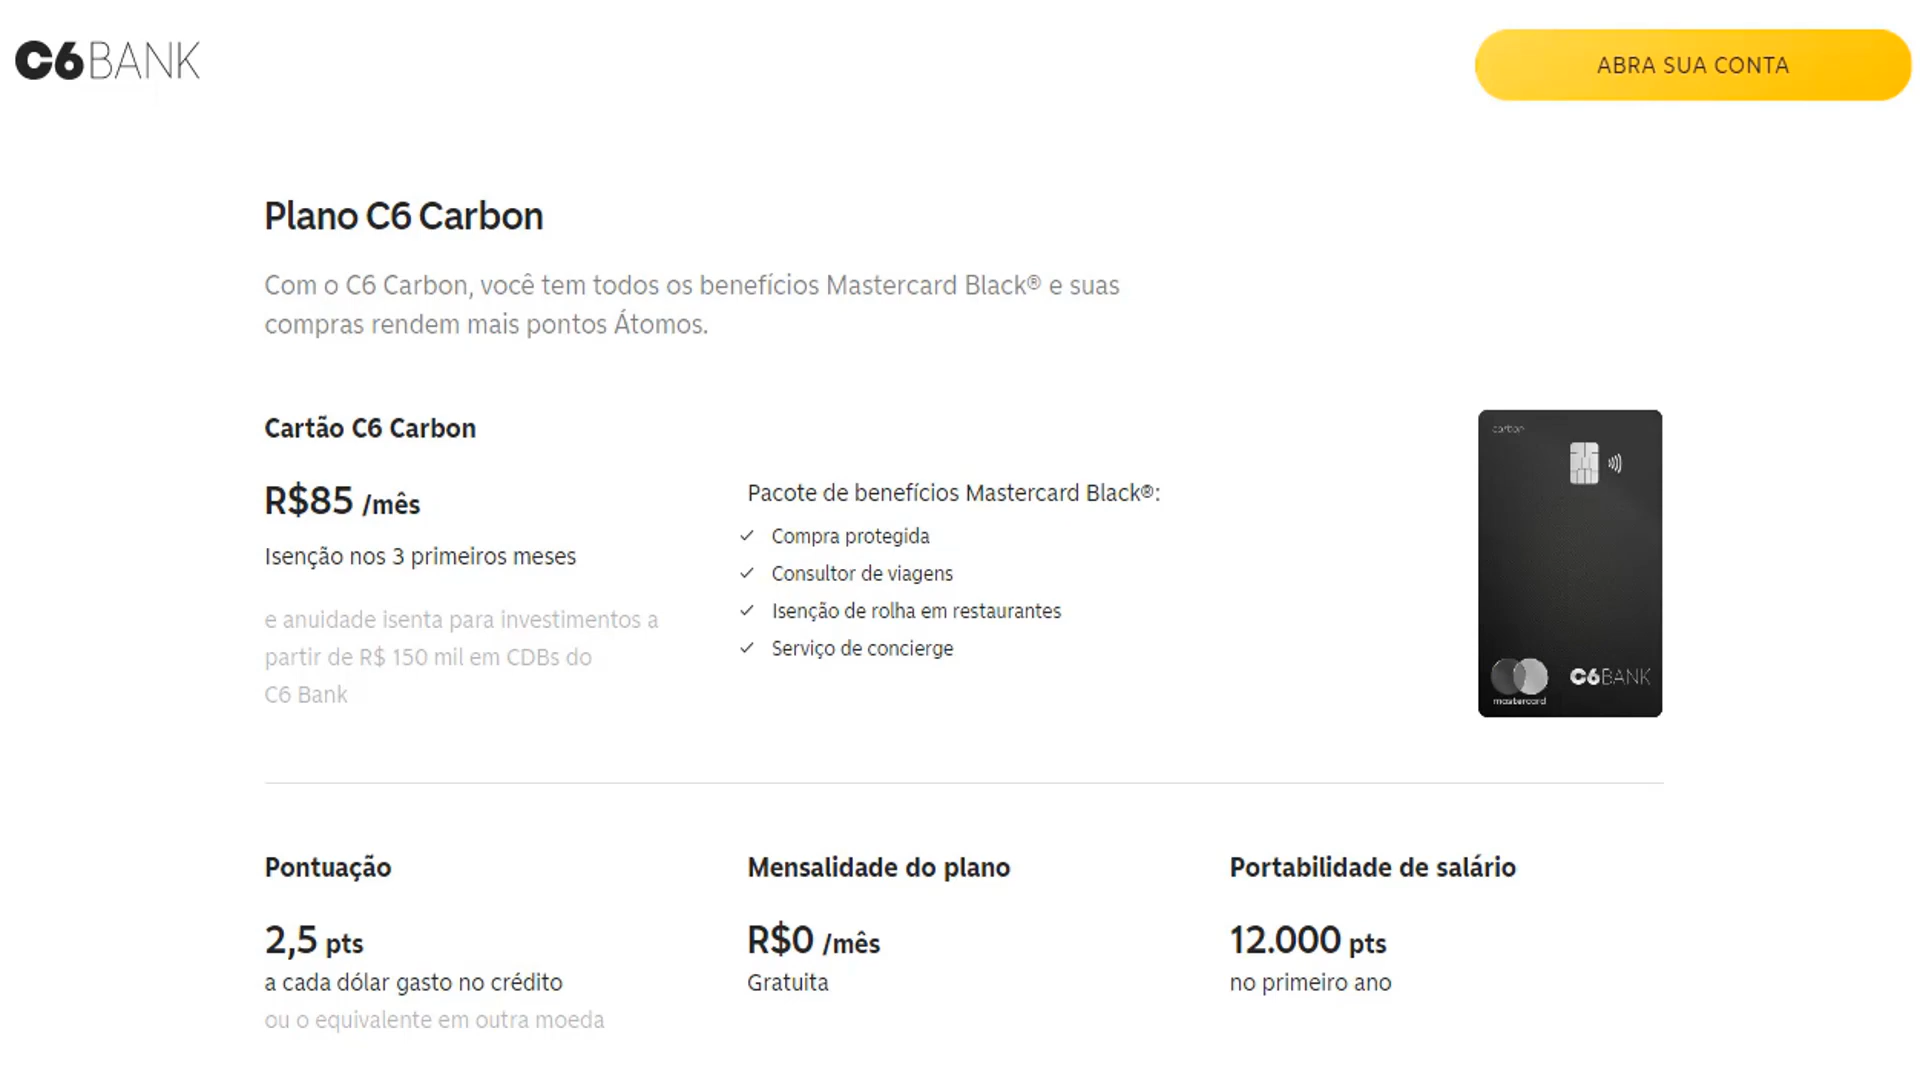 C6BANK
ABRA SUA CONTA
Plano C6 Carbon
Com o C6 Carbon, você tem todos os benefícios Mastercard Black® e suas
compras rendem mais pontos Átomos.
Cartão C6 Carbon
R$85 /mês
Isenção nos 3 primeiros meses
e anuidade isenta para investimentos a
partir de R$ 150 mil em CDBs do
C6 Bank
Pacote de benefícios Mastercard Black®:
Compra protegida
Consultor de viagens
Isenção de rolha em restaurantes
Serviço de concierge
carbon
C6BANK
mastercard
Pontuação
2,5 pts
a cada dólar gasto no crédito
ou o equivalente em outra moeda
Mensalidade do plano
R$0 /mês
Gratuita
Portabilidade de salário
12.000 pts
no primeiro ano